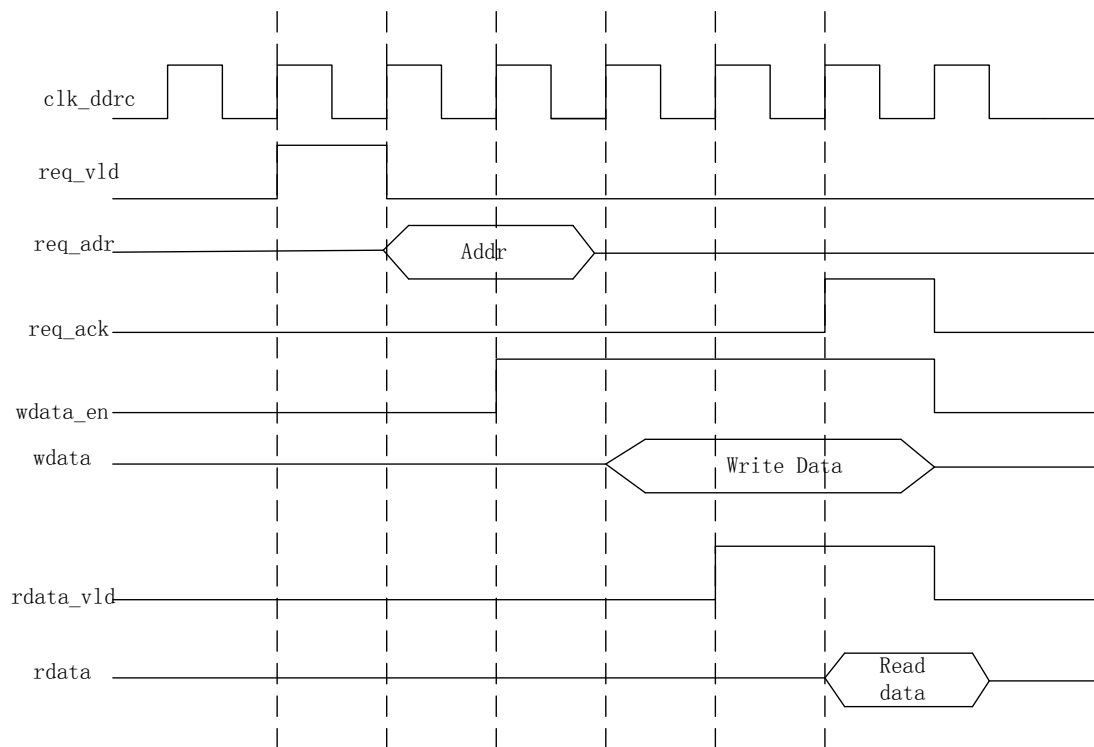 clk_ddrc
req_vld
req_adr
Addr
req_ack
wdata_en
wdata
Write Data
rdata_vld
rdata
Read
data